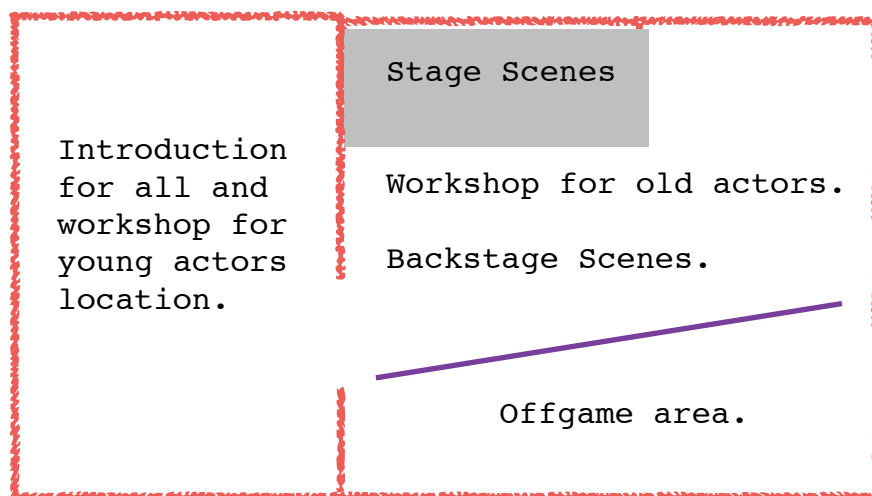 Introduction
for all and
workshop for
young actors
location.
Stage Scenes
Workshop for old actors.
Backstage Scenes.
Offgame area.